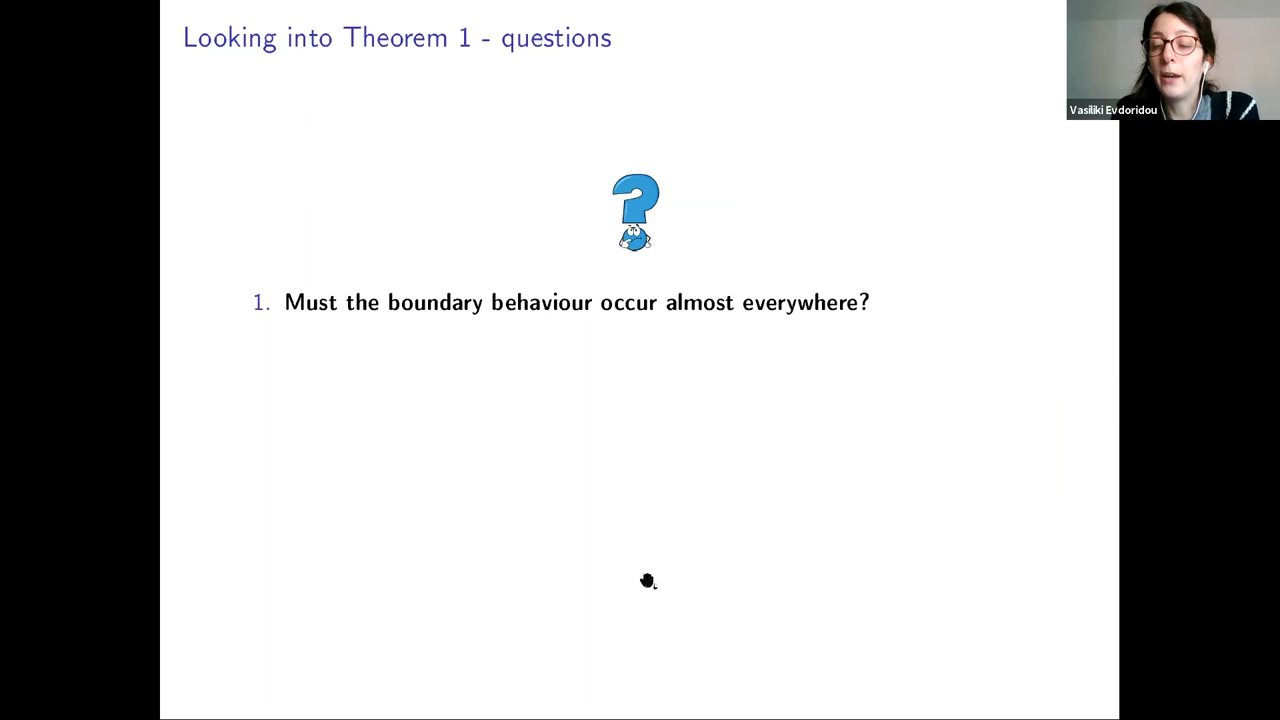 Looking into Theorem 1 - questions
Vasiliki Evdoridou
1. Must the boundary behaviour occur almost everywhere?